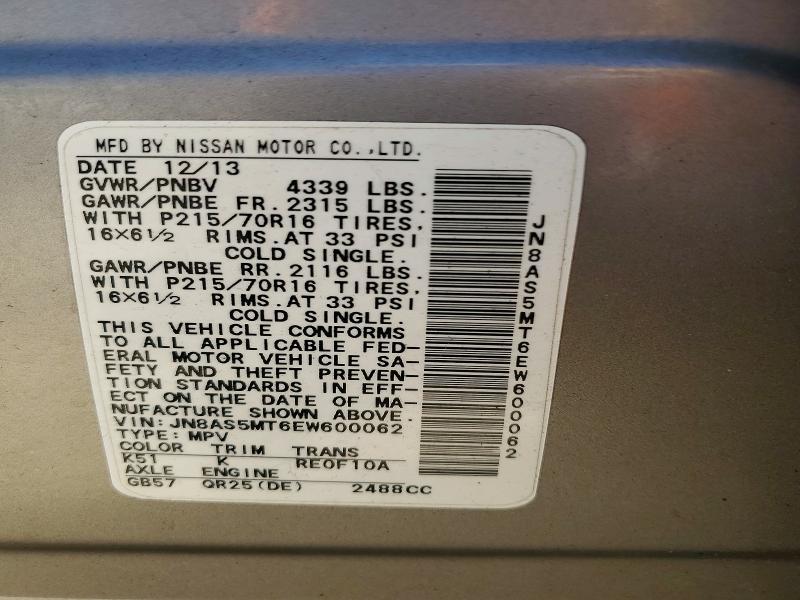 MFD BY NISSAN MOTOR CO.,LTD.
DATE 12/13
GVWR/PNBV 4339 LBS.
GAWR/PNBE FR. 2315 LBS.
WITH P215/70R16 TIRES,
16X6½ RIMS.AT 33 PSI
COLD SINGLE.
GAWR/PNBE RR. 2116 LBS.
WITH P215/70R16 TIRES,
16X6½ RIMS.AT 33 PSI
COLD SINGLE.
THIS VEHICLE CONFORMS
TO ALL APPLICABLE FED-
ERAL MOTOR VEHICLE SA-
FETY AND THEFT PREVEN-
TION STANDARDS IN EFF-
ECT ON THE DATE OF MA-
NUFACTURE SHOWN ABOVE.
VIN:JN8AS5MT6EW600062
TYPE:MPV
COLOR TRIM TRANS
K51 K RE0F10A
AXLE ENGINE
GB57 QR25(DE) 2488CC
JN8AS5MT6EW600062